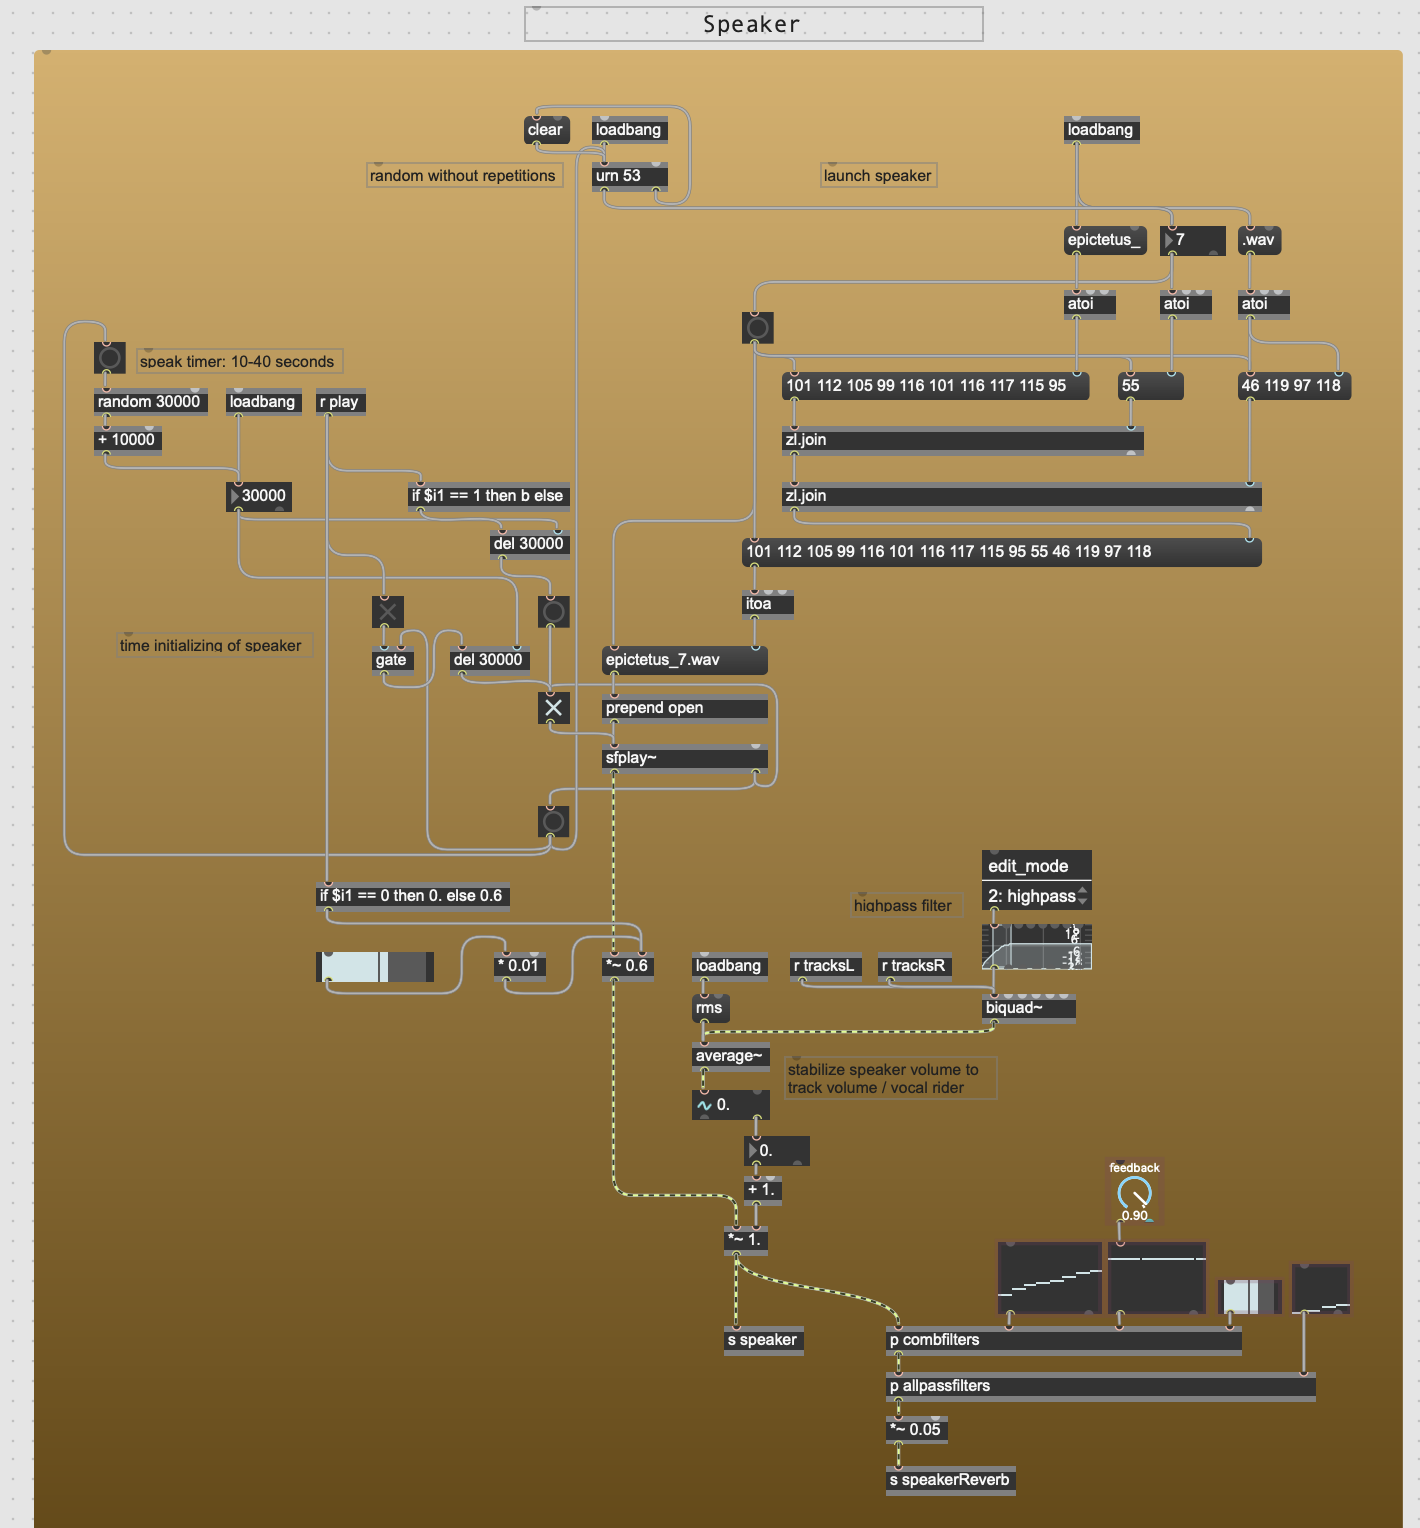 Speaker
clear
loadbang
loadbang
random without repetitions
urn 53
launch speaker
epictetus_
7
.wav
atoi
atoi
atoi
speak timer: 10-40 seconds
101 112 105 99 116 101 116 117 115 95
55
46 119 97 118
random 30000
loadbang
r play
+ 10000
zl.join
30000
if $i1 == 1 then b else
zl.join
del 30000
101 112 105 99 116 101 116 117 115 95 55 46 119 97 118
itoa
time initializing of speaker
gate
del 30000
epictetus_7.wav
prepend open
sfplay~
edit_mode
2: highpass
if $i1 == 0 then 0. else 0.6
highpass filter
* 0.01
*~ 0.6
loadbang
r tracksL
r tracksR
rms
biquad~
average~
stabilize speaker volume to
track volume / vocal rider
0.
0.
+ 1.
feedback
0.90
*~ 1.
s speaker
p combfilters
p allpassfilters
*~ 0.05
s speakerReverb